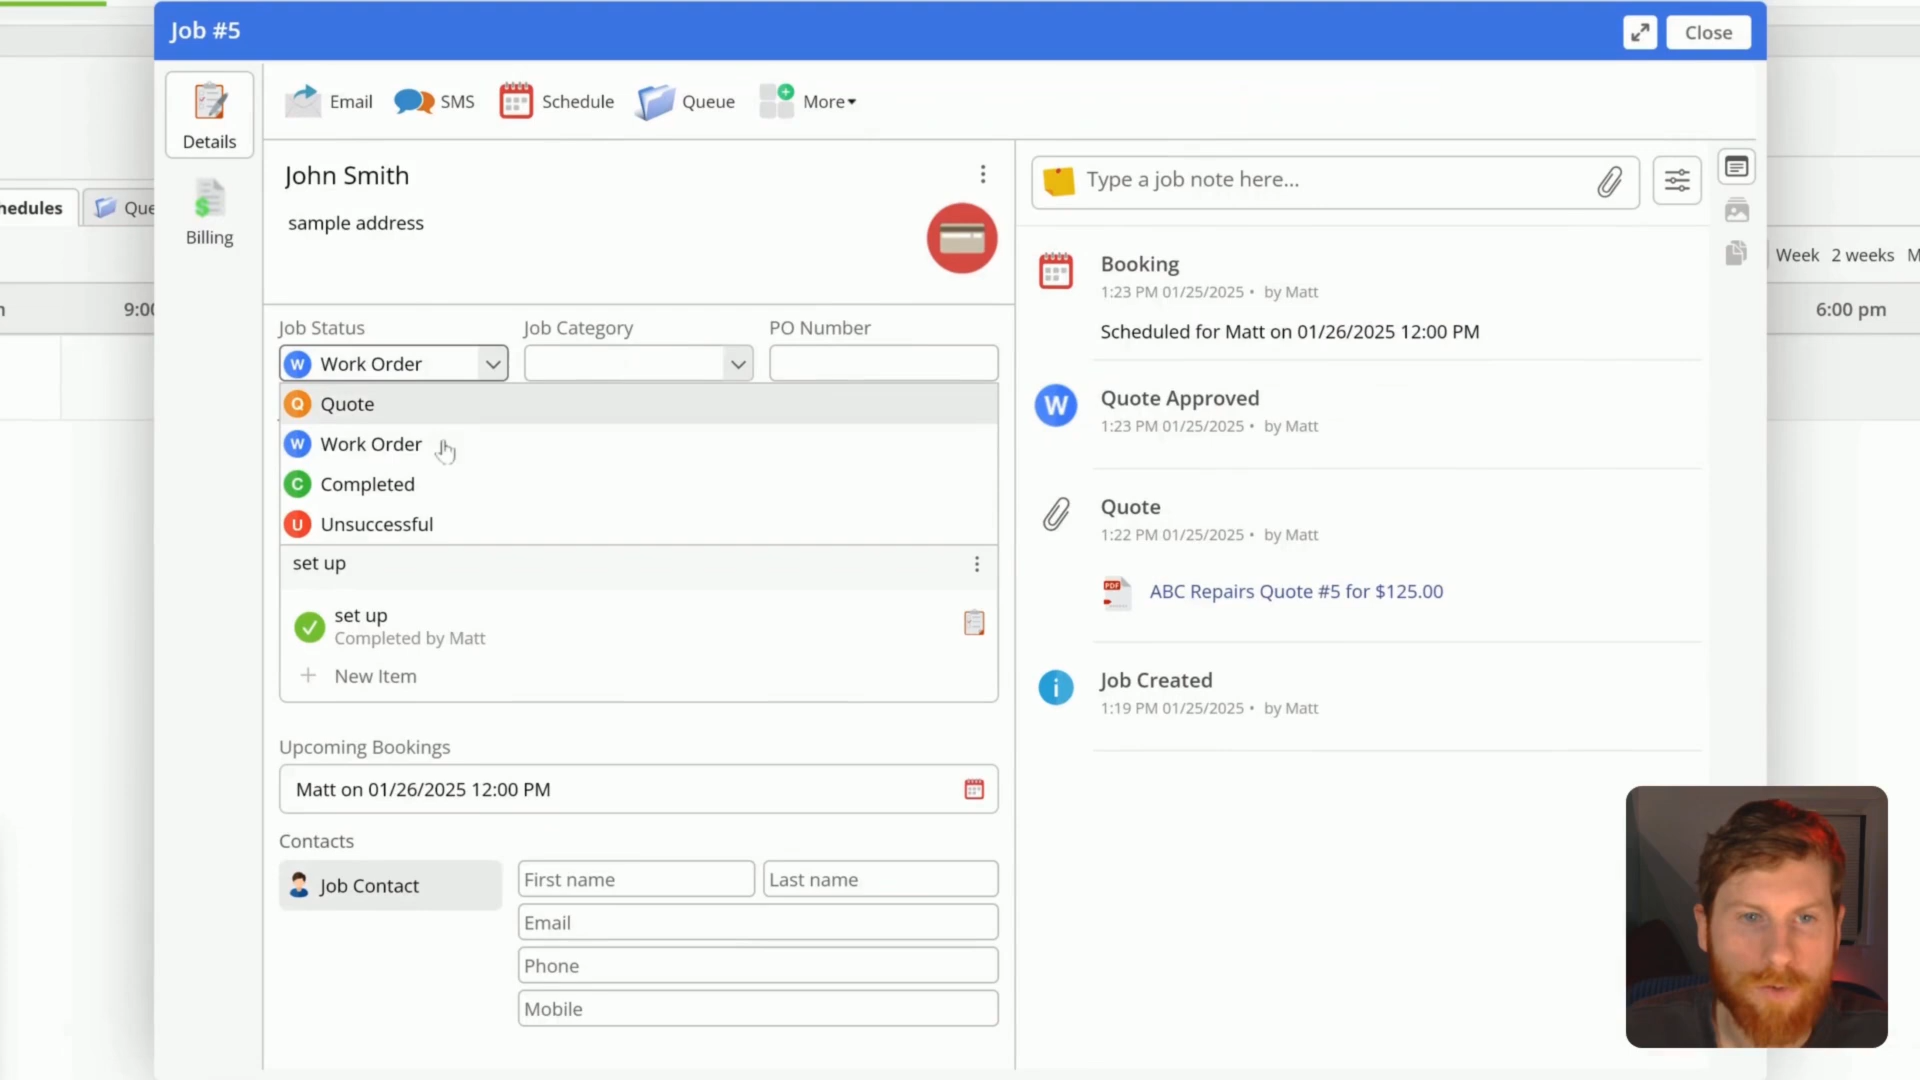 Job #5
Close
Details
Billing
Email
SMS
Schedule
Queue
More
hedules
Que
9:00
Week
2 weeks
M
6:00 pm
John Smith
sample address
Job Status
Job Category
PO Number
W
Work Order
Q
Quote
W
Work Order
C
Completed
U
Unsuccessful
set up
set up
Completed by Matt
+ New Item
Upcoming Bookings
Matt on 01/26/2025 12:00 PM
Contacts
Job Contact
First name
Last name
Email
Phone
Mobile
Type a job note here...
Booking
1:23 PM 01/25/2025 • by Matt
Scheduled for Matt on 01/26/2025 12:00 PM
W
Quote Approved
1:23 PM 01/25/2025 • by Matt
Quote
1:22 PM 01/25/2025 • by Matt
PDF
ABC Repairs Quote #5 for $125.00
i
Job Created
1:19 PM 01/25/2025 • by Matt